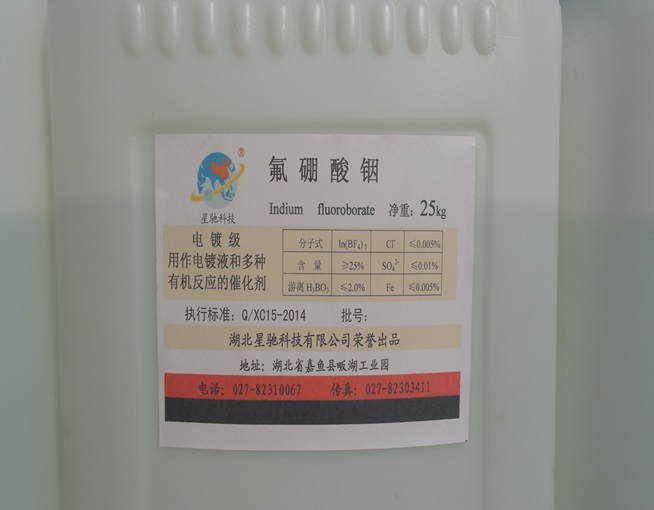 ®
氟硼酸铟
星驰科技
Indium fluoroborate 净重：25kg
电镀级
用作电镀液和多种
有机反应的催化剂
分子式 In(BF₄)₃ Cl⁻ ≤0.005%
含量 ≥25% SO₄²⁻ ≤0.01%
游离H₃BO₃ ≤2.0% Fe ≤0.005%
执行标准：Q/XC15-2014 批号：
湖北星驰科技有限公司荣誉出品
地址：湖北省嘉鱼县畈湖工业园
电话：027-82310067 传真：027-82303411